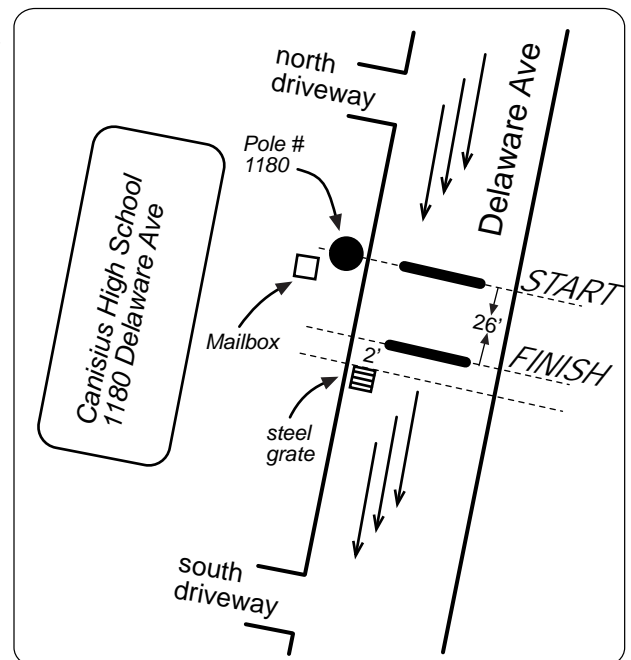 north
driveway
Delaware Ave
Pole #
1180
Canisius High School
1180 Delaware Ave
START
Mailbox
26'
FINISH
2'
steel
grate
south
driveway